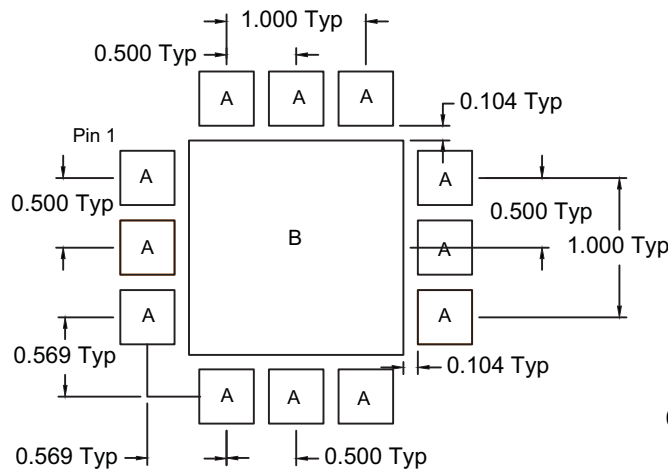 1.000 Typ
0.500 Typ
A A A
0.104 Typ
Pin 1
A A
0.500 Typ 0.500 Typ
1.000 Typ
A B A
A A
0.569 Typ
0.104 Typ
A A A
0.569 Typ 0.500 Typ